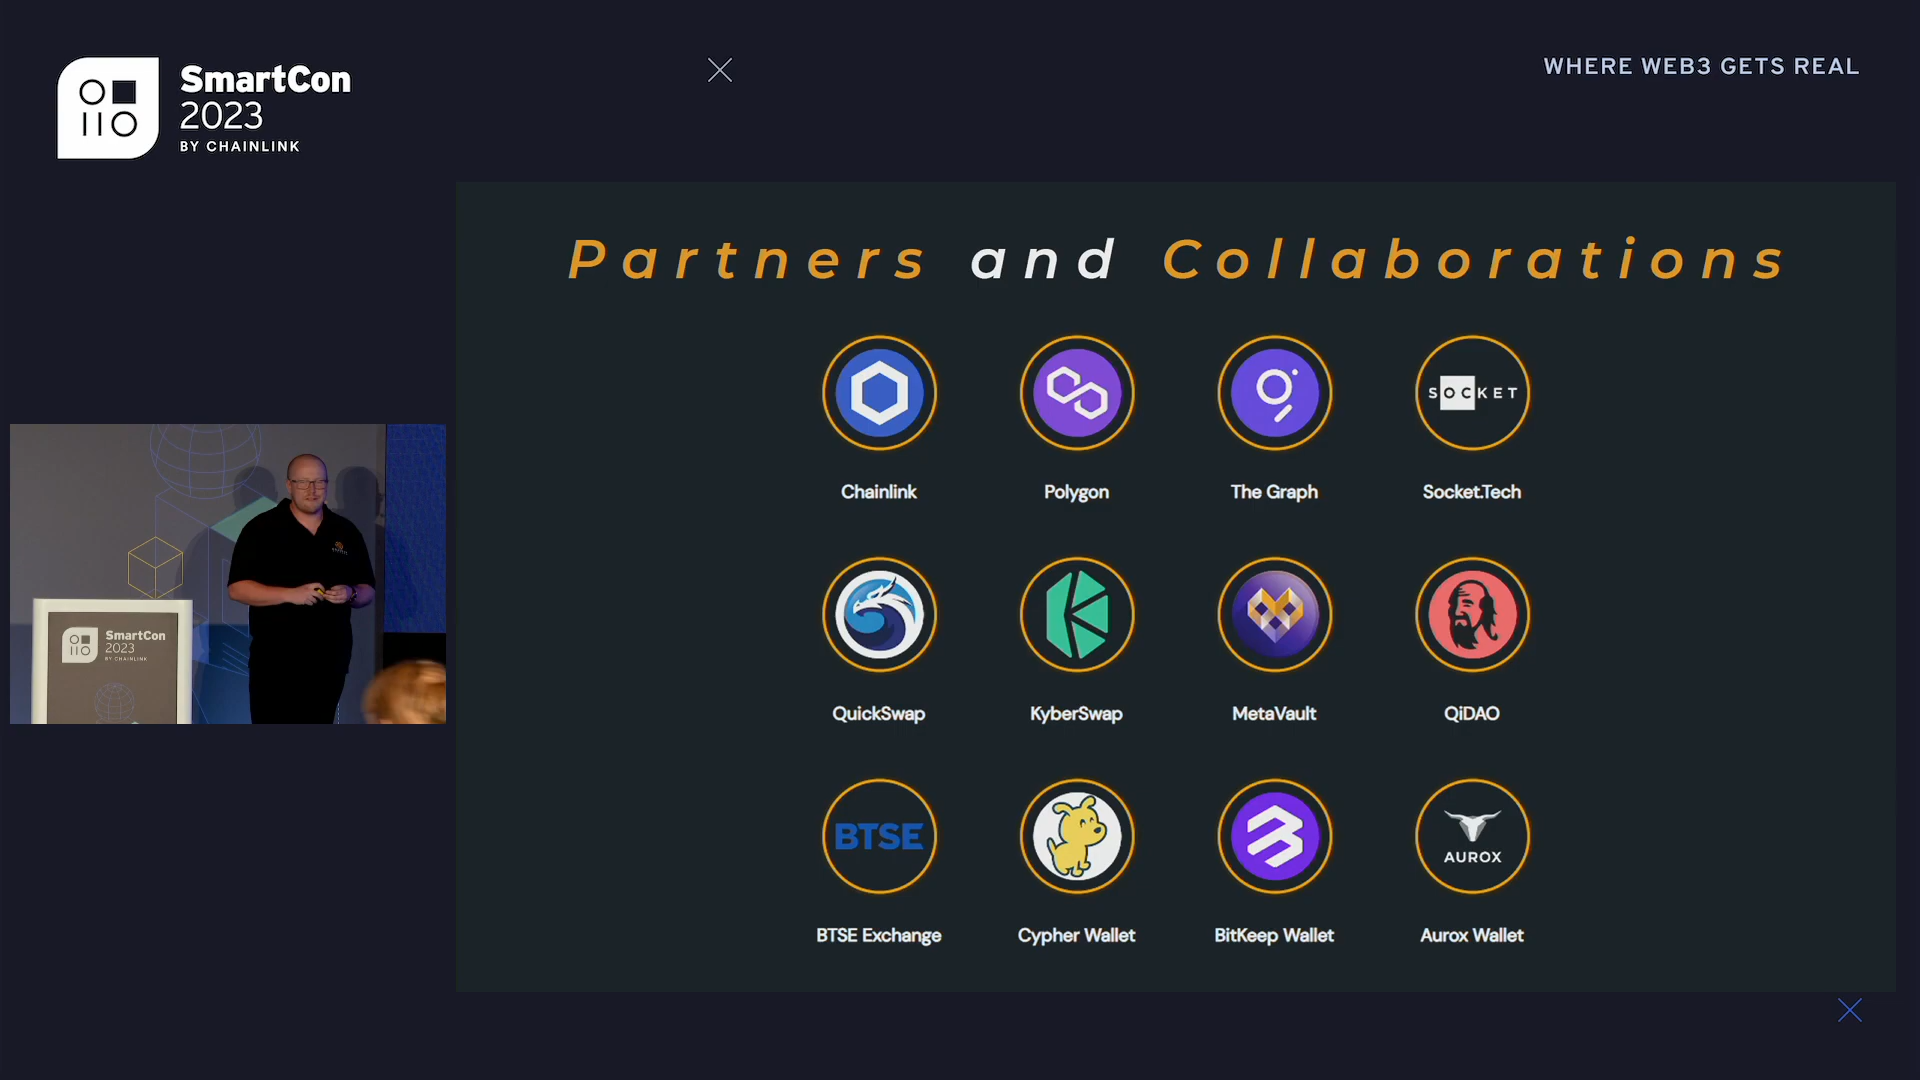 SmartCon
2023
BY CHAINLINK
WHERE WEB3 GETS REAL
Partners and Collaborations
SOCKET
Chainlink
Polygon
The Graph
Socket.Tech
QuickSwap
KyberSwap
MetaVault
QiDAO
BTSE
AUROX
BTSE Exchange
Cypher Wallet
BitKeep Wallet
Aurox Wallet
SmartCon
2023
BY CHAINLINK